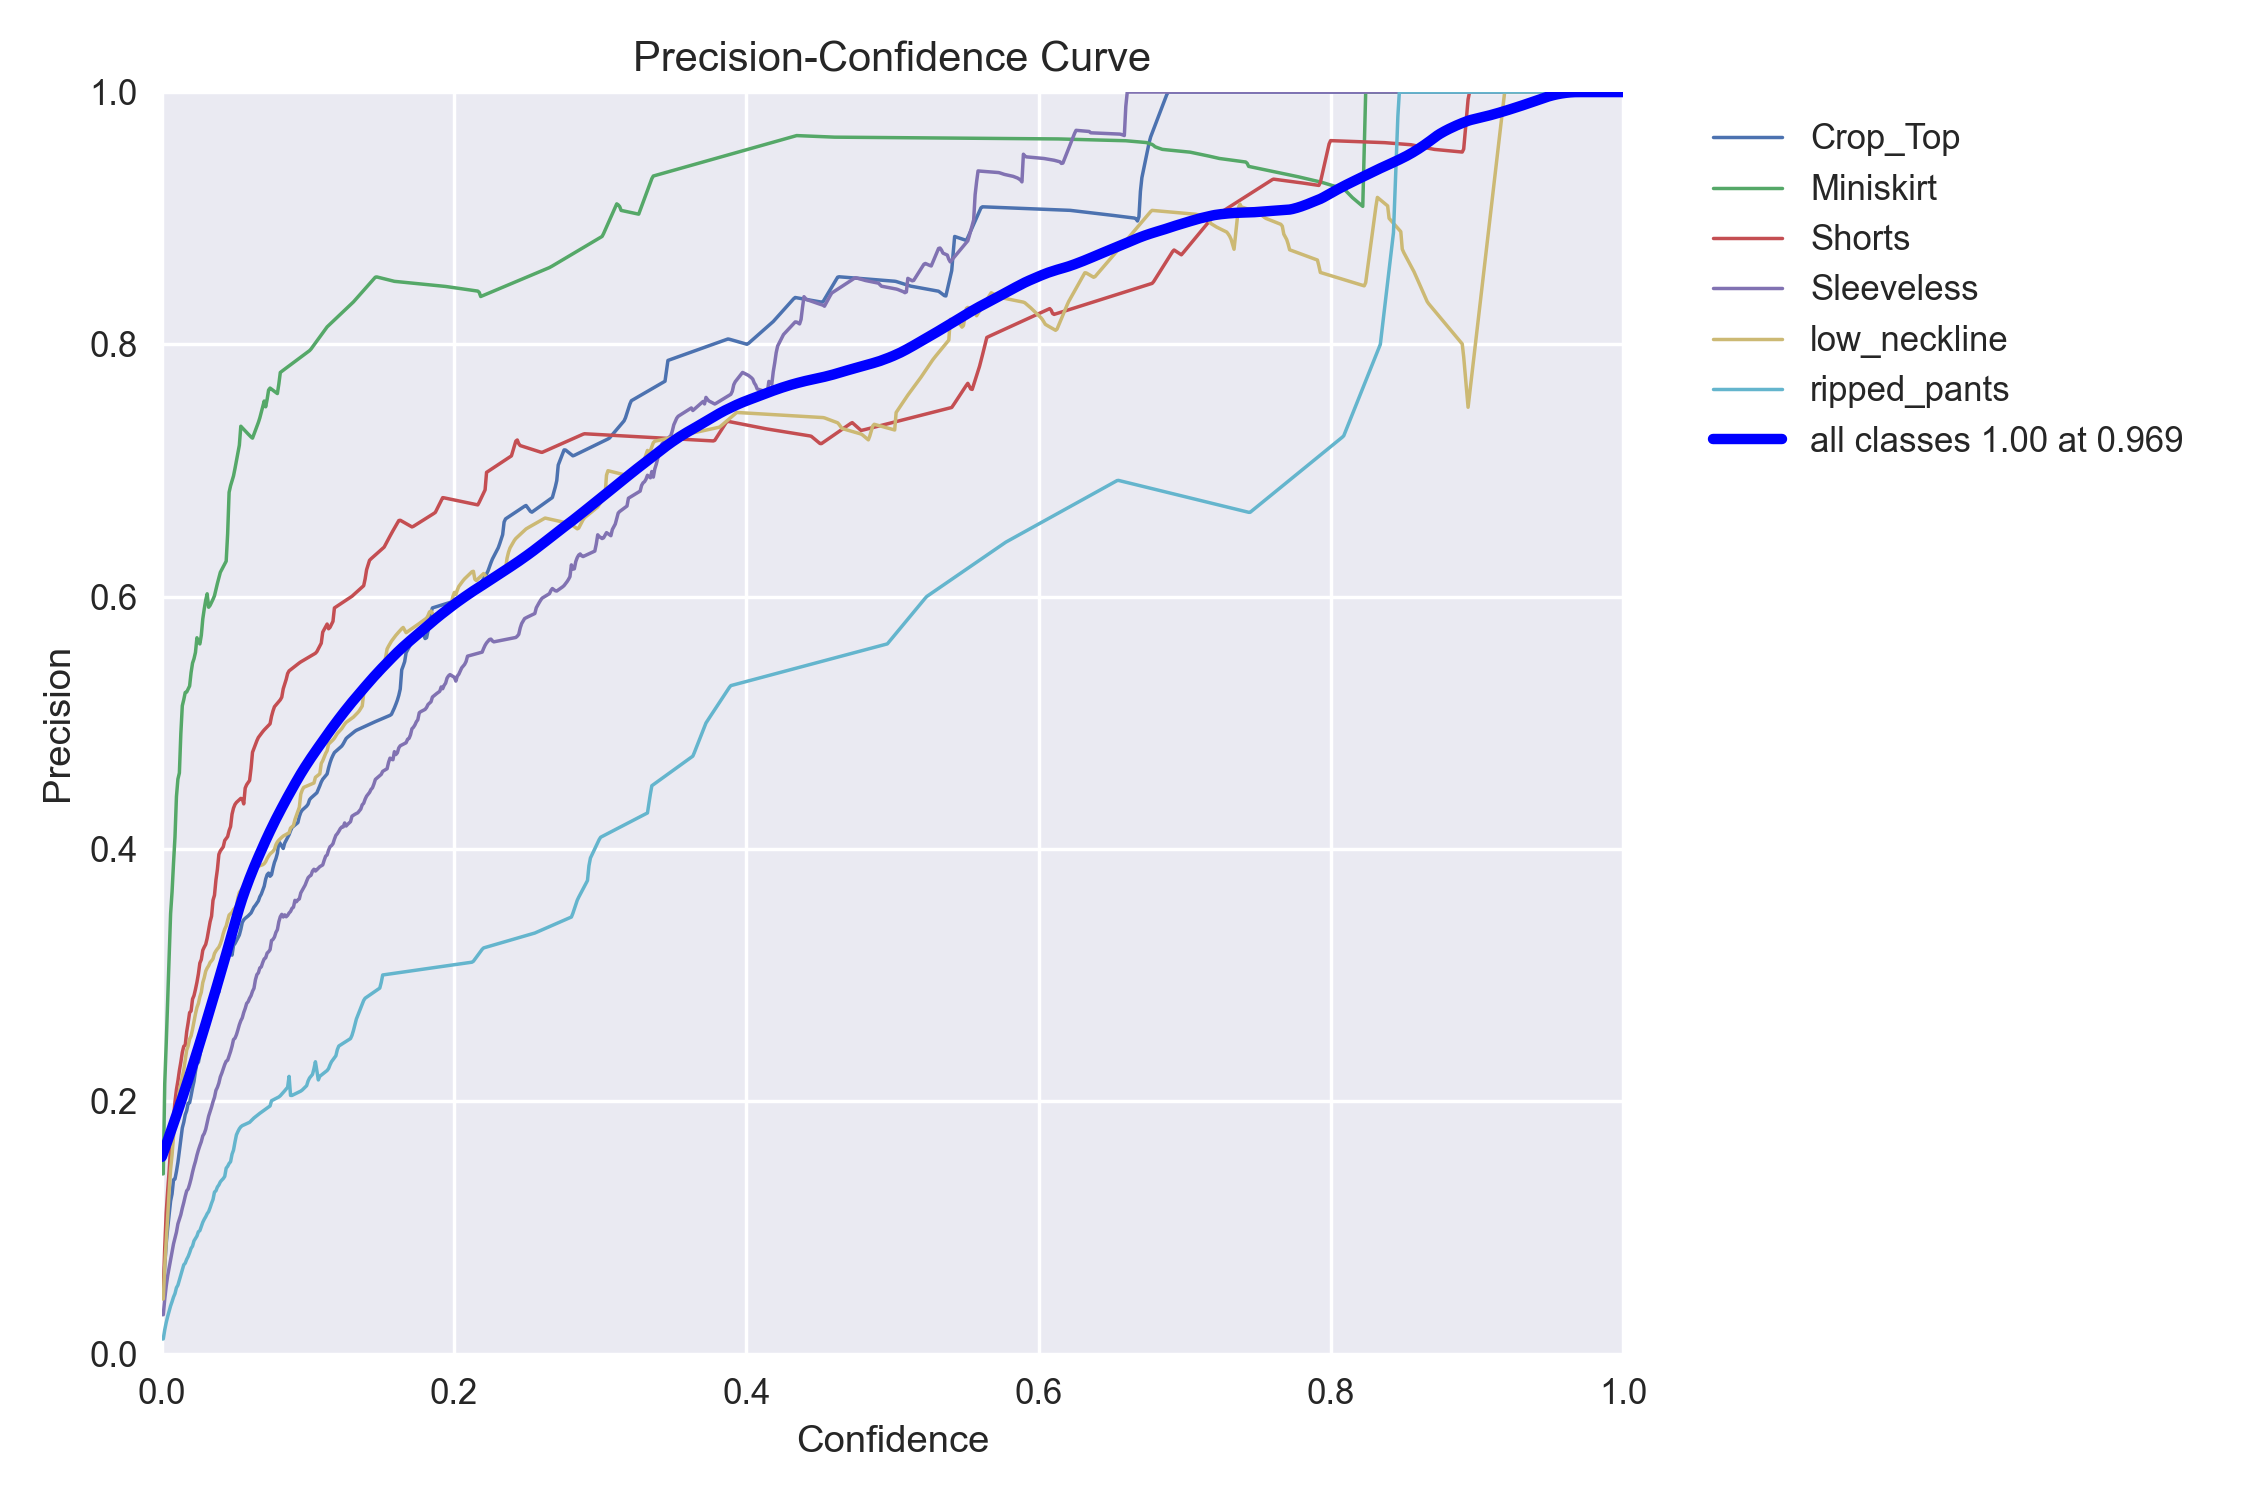 Precision-Confidence Curve
1.0
0.8
0.6
0.4
0.2
0.0
Precision
0.0 0.2 0.4 0.6 0.8 1.0
Confidence
Crop_Top
Miniskirt
Shorts
Sleeveless
low_neckline
ripped_pants
all classes 1.00 at 0.969